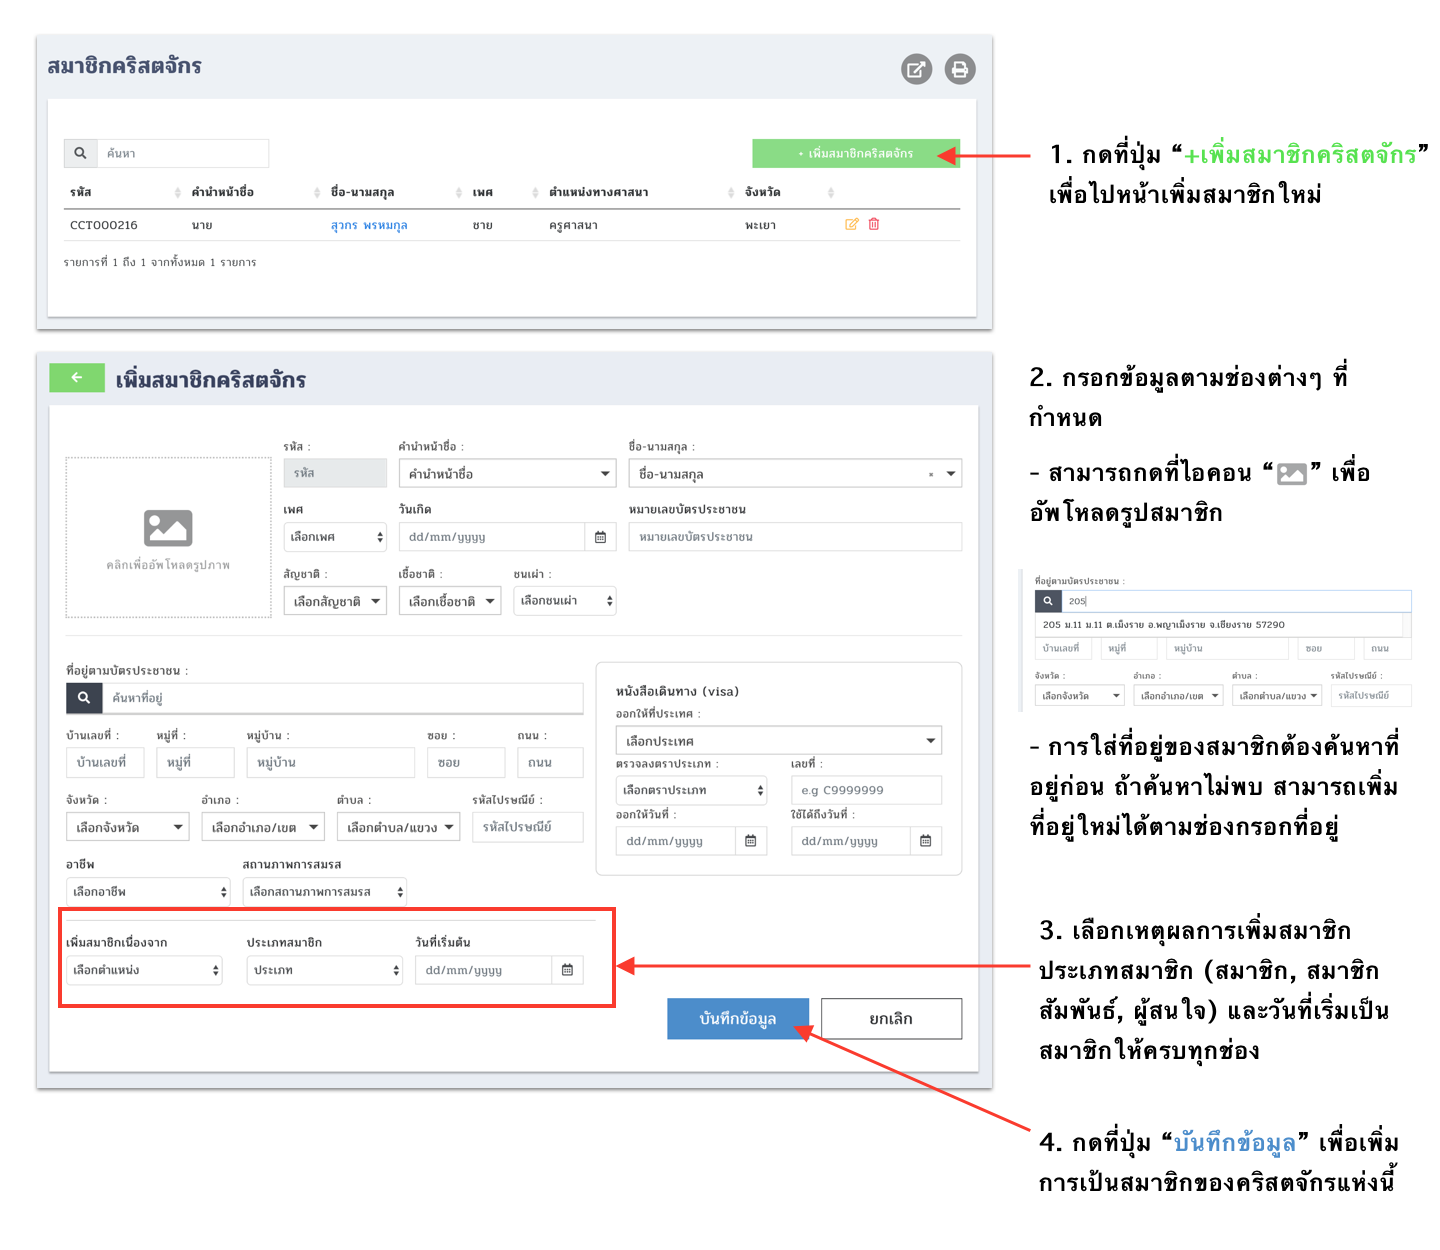 สมาชิกคริสตจักร
ค้นหา
+ เพิ่มสมาชิกคริสตจักร
รหัส คำนำหน้าชื่อ ชื่อ-นามสกุล เพศ ตำแหน่งทางศาสนา จังหวัด
CCT000216 นาย สุวกร พรหมกุล ชาย ครูศาสนา พะเยา
รายการที่ 1 ถึง 1 จากทั้งหมด 1 รายการ
1. กดที่ปุ่ม “+เพิ่มสมาชิกคริสตจักร”
เพื่อไปหน้าเพิ่มสมาชิกใหม่
เพิ่มสมาชิกคริสตจักร
รหัส : คำนำหน้าชื่อ : ชื่อ-นามสกุล :
รหัส คำนำหน้าชื่อ ชื่อ-นามสกุล ×
เพศ วันเกิด หมายเลขบัตรประชาชน
เลือกเพศ dd/mm/yyyy หมายเลขบัตรประชาชน
คลิกเพื่ออัพโหลดรูปภาพ
สัญชาติ : เชื้อชาติ : ชนเผ่า :
เลือกสัญชาติ เลือกเชื้อชาติ เลือกชนเผ่า
ที่อยู่ตามบัตรประชาชน :
ค้นหาที่อยู่
บ้านเลขที่ : หมู่ที่ : หมู่บ้าน : ซอย : ถนน :
บ้านเลขที่ หมู่ที่ หมู่บ้าน ซอย ถนน
จังหวัด : อำเภอ : ตำบล : รหัสไปรษณีย์ :
เลือกจังหวัด เลือกอำเภอ/เขต เลือกตำบล/แขวง รหัสไปรษณีย์
อาชีพ สถานภาพการสมรส
เลือกอาชีพ เลือกสถานภาพการสมรส
หนังสือเดินทาง (visa)
ออกให้ที่ประเทศ :
เลือกประเทศ
ตรวจลงตราประเภท : เลขที่ :
เลือกตราประเภท e.g C9999999
ออกให้วันที่ : ใช้ได้ถึงวันที่ :
dd/mm/yyyy dd/mm/yyyy
เพิ่มสมาชิกเนื่องจาก ประเภทสมาชิก วันที่เริ่มต้น
เลือกตำแหน่ง ประเภท dd/mm/yyyy
บันทึกข้อมูล ยกเลิก
2. กรอกข้อมูลตามช่องต่างๆ ที่
กำหนด
- สามารถกดที่ไอคอน “ ” เพื่อ
อัพโหลดรูปสมาชิก
ที่อยู่ตามบัตรประชาชน :
205
205 ม.11 ม.11 ต.เม็งราย อ.พญาเม็งราย จ.เชียงราย 57290
บ้านเลขที่ หมู่ที่ หมู่บ้าน ซอย ถนน
จังหวัด : อำเภอ : ตำบล : รหัสไปรษณีย์ :
เลือกจังหวัด เลือกอำเภอ/เขต เลือกตำบล/แขวง รหัสไปรษณีย์
- การใส่ที่อยู่ของสมาชิกต้องค้นหาที่
อยู่ก่อน ถ้าค้นหาไม่พบ สามารถเพิ่ม
ที่อยู่ใหม่ได้ตามช่องกรอกที่อยู่
3. เลือกเหตุผลการเพิ่มสมาชิก
ประเภทสมาชิก (สมาชิก, สมาชิก
สัมพันธ์, ผู้สนใจ) และวันที่เริ่มเป็น
สมาชิกให้ครบทุกช่อง
4. กดที่ปุ่ม “บันทึกข้อมูล” เพื่อเพิ่ม
การเป้นสมาชิกของคริสตจักรแห่งนี้